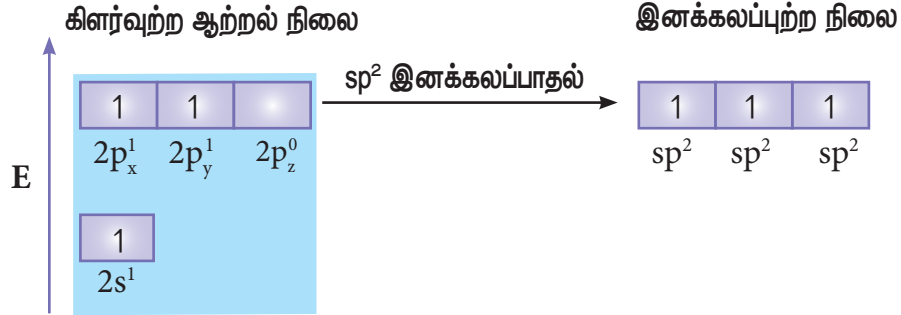 கிளர்வுற்ற ஆற்றல் நிலை
இனக்கலப்புற்ற நிலை
sp² இனக்கலப்பாதல்
E
1 1
2p¹ₓ 2p¹ᵧ 2p⁰z
1
2s¹
1 1 1
sp² sp² sp²